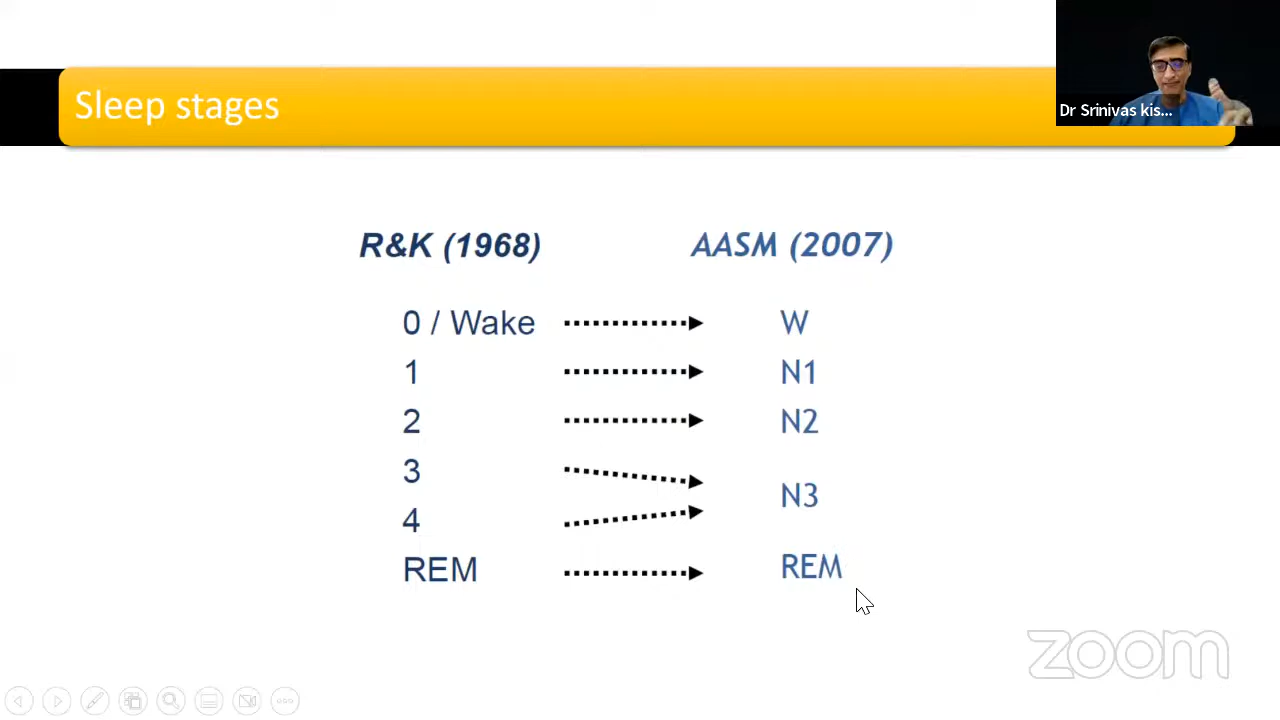 Sleep stages
Dr Srinivas kis...
R&K (1968) AASM (2007)
0 / Wake W
1 N1
2 N2
3
N3
4
REM REM
zoom